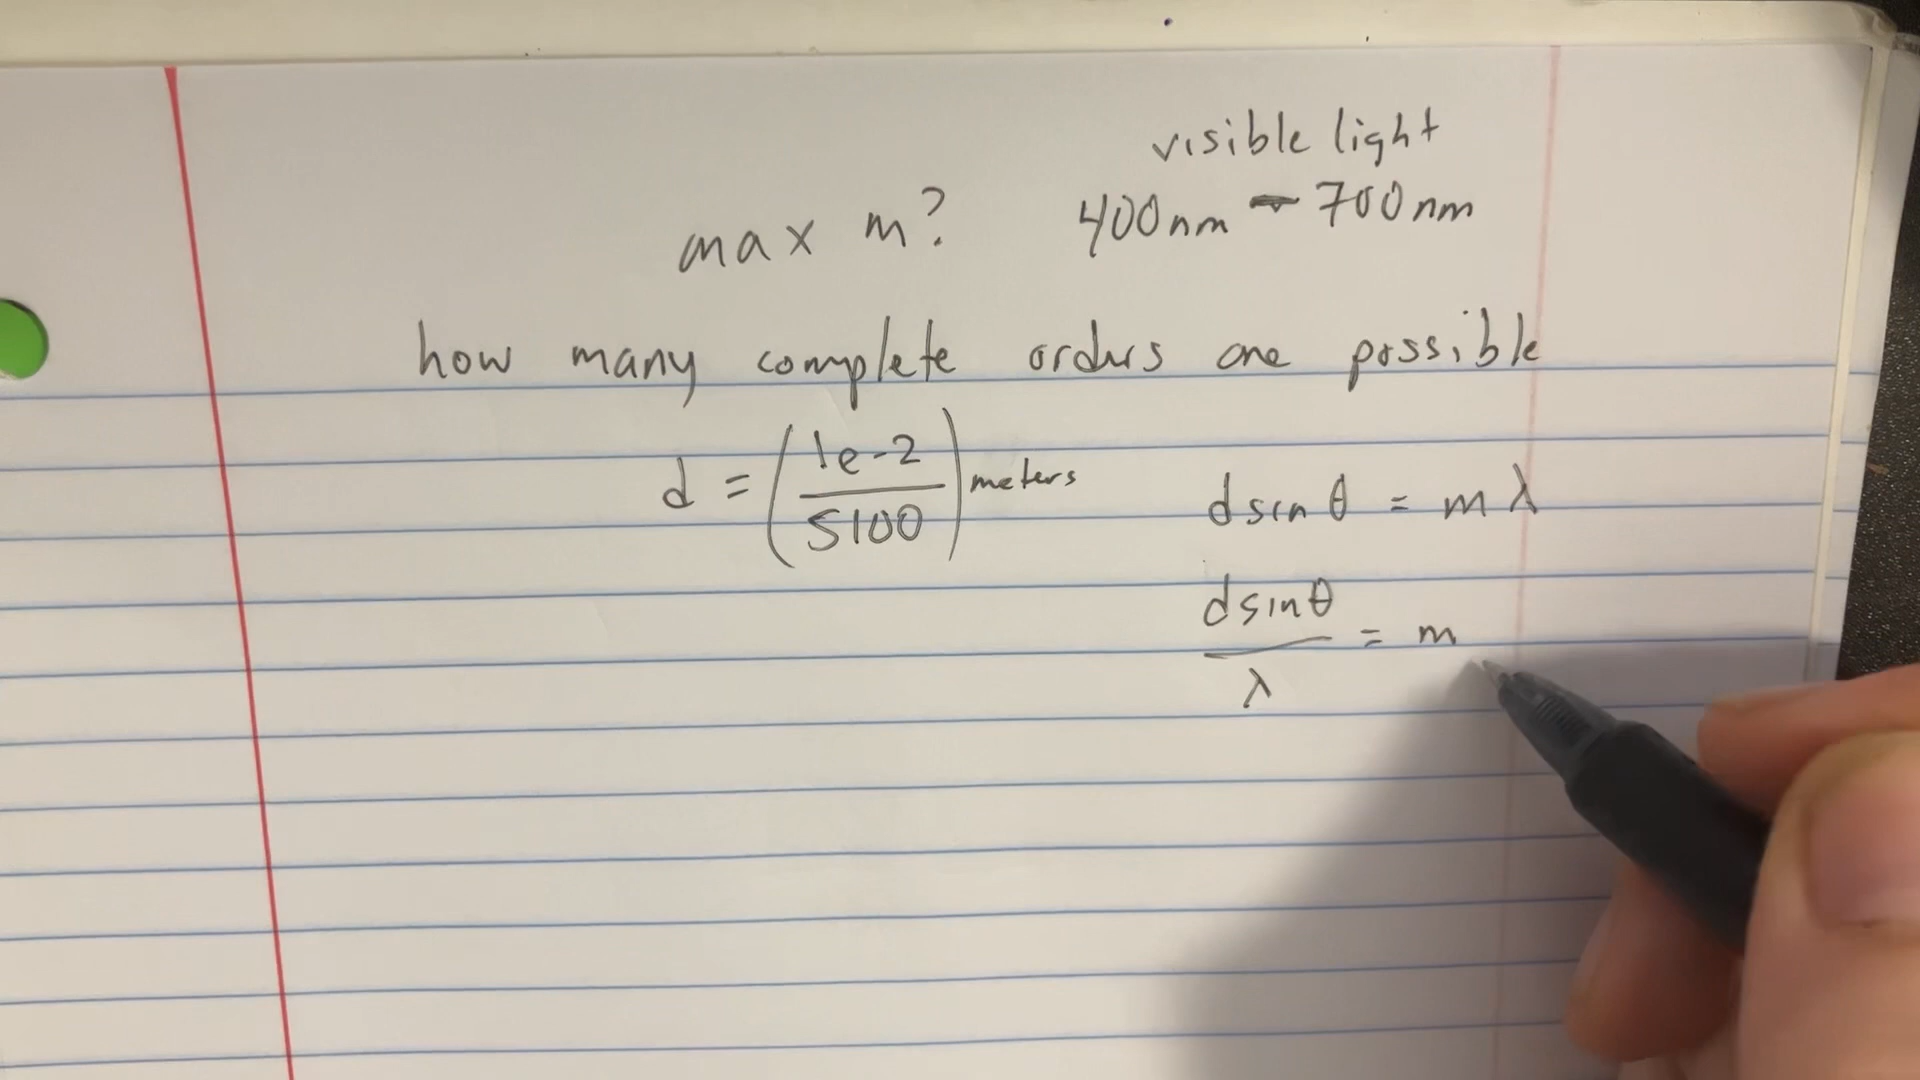 visible light
max m? 400nm - 700nm
how many complete orders are possible
d = (1e-2/5100) meters
d sin θ = m λ
d sin θ / λ = m